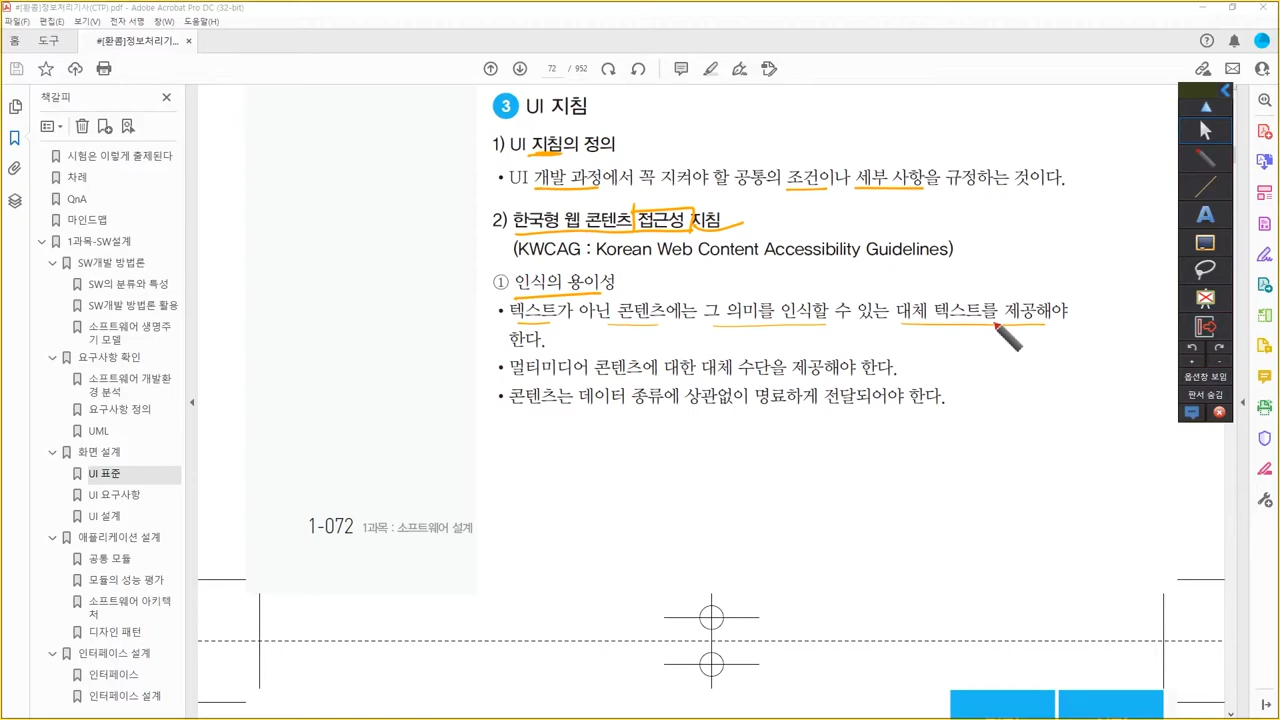 #[환콤]정보처리기사(CTP).pdf - Adobe Acrobat Pro DC (32-bit)
파일(F) 편집(E) 보기(V) 전자 서명 창(W) 도움말(H)
홈 도구 #[환콤]정보처리기... ×
72 / 952
책갈피
시험은 이렇게 출제된다
차례
QnA
마인드맵
1과목-SW설계
SW개발 방법론
SW의 분류와 특성
SW개발 방법론 활용
소프트웨어 생명주
기 모델
요구사항 확인
소프트웨어 개발환
경 분석
요구사항 정의
UML
화면 설계
UI 표준
UI 요구사항
UI 설계
애플리케이션 설계
공통 모듈
모듈의 성능 평가
소프트웨어 아키텍
처
디자인 패턴
인터페이스 설계
인터페이스
인터페이스 설계
3 UI 지침
1) UI 지침의 정의
• UI 개발 과정에서 꼭 지켜야 할 공통의 조건이나 세부 사항을 규정하는 것이다.
2) 한국형 웹 콘텐츠 접근성 지침
(KWCAG : Korean Web Content Accessibility Guidelines)
① 인식의 용이성
• 텍스트가 아닌 콘텐츠에는 그 의미를 인식할 수 있는 대체 텍스트를 제공해야
한다.
• 멀티미디어 콘텐츠에 대한 대체 수단을 제공해야 한다.
• 콘텐츠는 데이터 종류에 상관없이 명료하게 전달되어야 한다.
1-072 1과목 : 소프트웨어 설계
A
옵션창 보임
판서 숨김